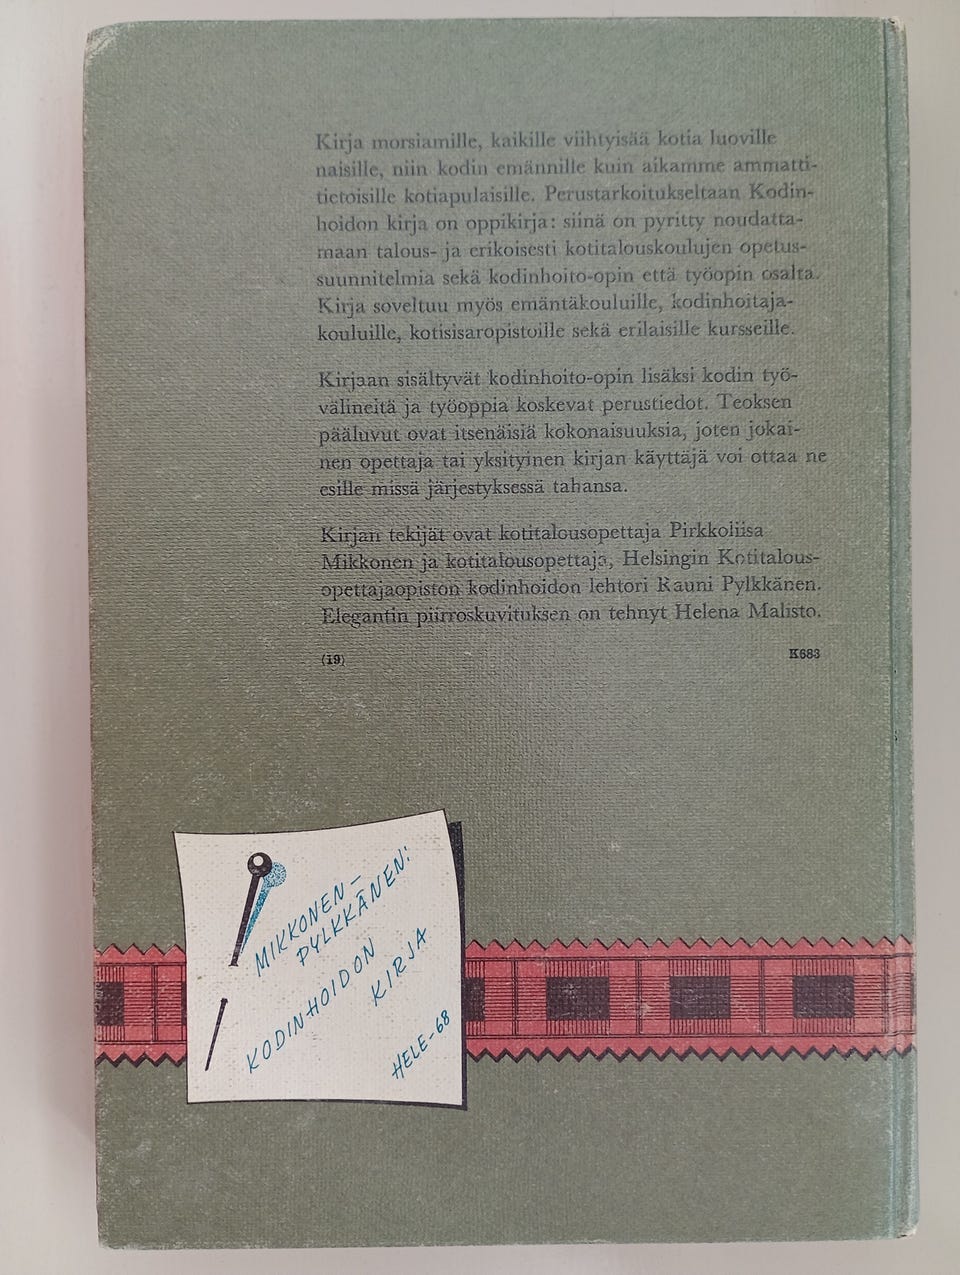 Kirja morsiamille, kaikille viihtyisää kotia luoville
naisille, niin kodin emännille kuin aikamme ammatti-
tietoisille kotiapulaisille. Perustarkoitukseltaan Kodin-
hoidon kirja on oppikirja: siinä on pyritty noudatta-
maan talous- ja erikoisesti kotitalouskoulujen opetus-
suunnitelmia sekä kodinhoito-opin että työopin osalta.
Kirja soveltuu myös emäntäkouluille, kodinhoitaja-
kouluille, kotisisaropistoille sekä erilaisille kursseille.
Kirjaan sisältyvät kodinhoito-opin lisäksi kodin työ-
välineitä ja työoppia koskevat perustiedot. Teoksen
pääluvut ovat itsenäisiä kokonaisuuksia, joten jokai-
nen opettaja tai yksityinen kirjan käyttäjä voi ottaa ne
esille missä järjestyksessä tahansa.
Kirjan tekijät ovat kotitalousopettaja Pirkkoliisa
Mikkonen ja kotitalousopettaja, Helsingin Kotitalous-
opettajaopiston kodinhoidon lehtori Rauni Pylkkänen.
Elegantin piirroskuvituksen on tehnyt Helena Malisto.
(19) K683
MIKKONEN-
PYLKKÄNEN:
KODINHOIDON
KIRJA
HELE-68